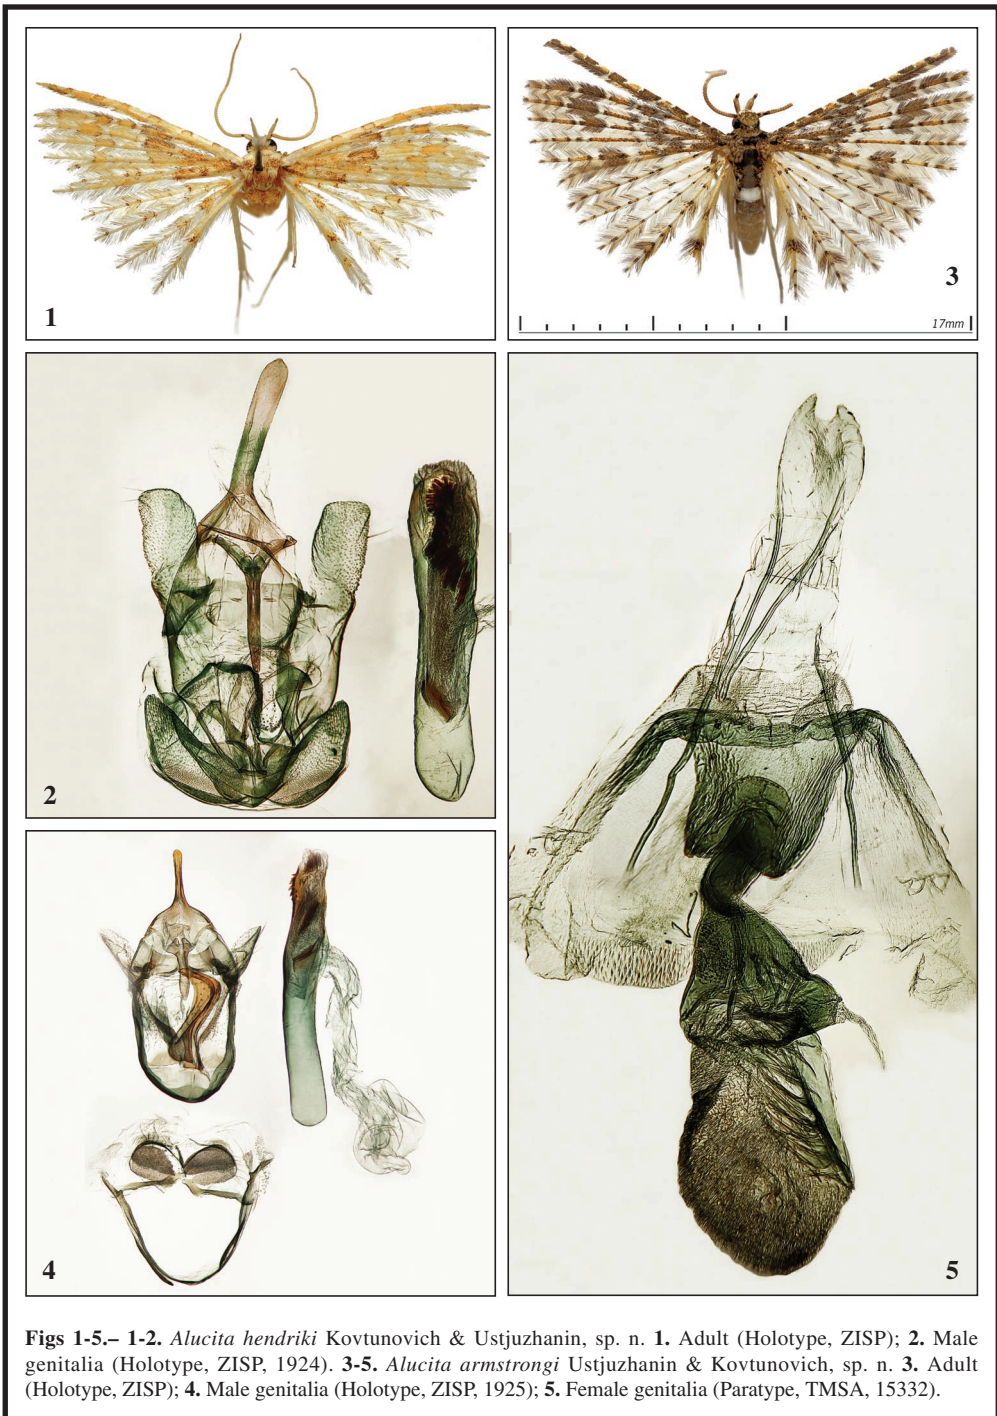 1
3
17mm
2
4
5
Figs 1-5.– 1-2. Alucita hendriki Kovtunovich & Ustjuzhanin, sp. n. 1. Adult (Holotype, ZISP); 2. Male
genitalia (Holotype, ZISP, 1924). 3-5. Alucita armstrongi Ustjuzhanin & Kovtunovich, sp. n. 3. Adult
(Holotype, ZISP); 4. Male genitalia (Holotype, ZISP, 1925); 5. Female genitalia (Paratype, TMSA, 15332).